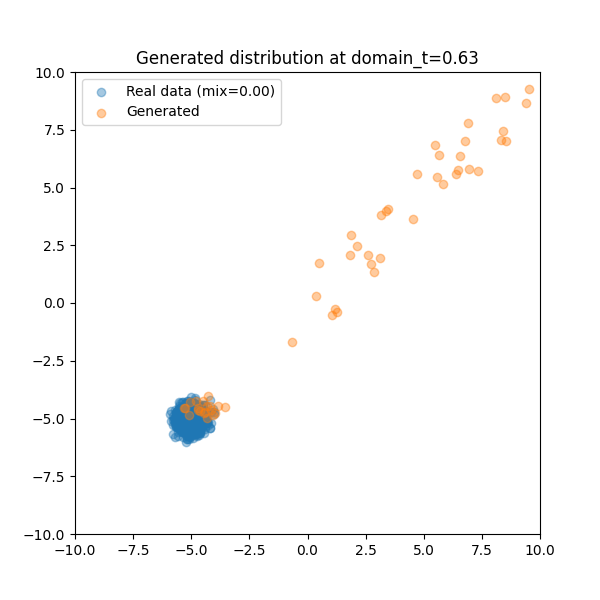 Generated distribution at domain_t=0.63
Real data (mix=0.00)
Generated
10.0
7.5
5.0
2.5
0.0
−2.5
−5.0
−7.5
−10.0
−10.0 −7.5 −5.0 −2.5 0.0 2.5 5.0 7.5 10.0